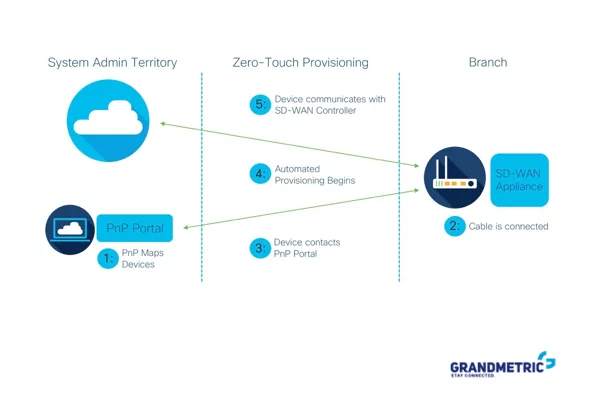 System Admin Territory
Zero-Touch Provisioning
Branch
5:
Device communicates with
SD-WAN Controller
4:
Automated
Provisioning Begins
SD-WAN
Appliance
PnP Portal
2:
Cable is connected
1:
PnP Maps
Devices
3:
Device contacts
PnP Portal
GRANDMETRIC
STAY CONNECTED.